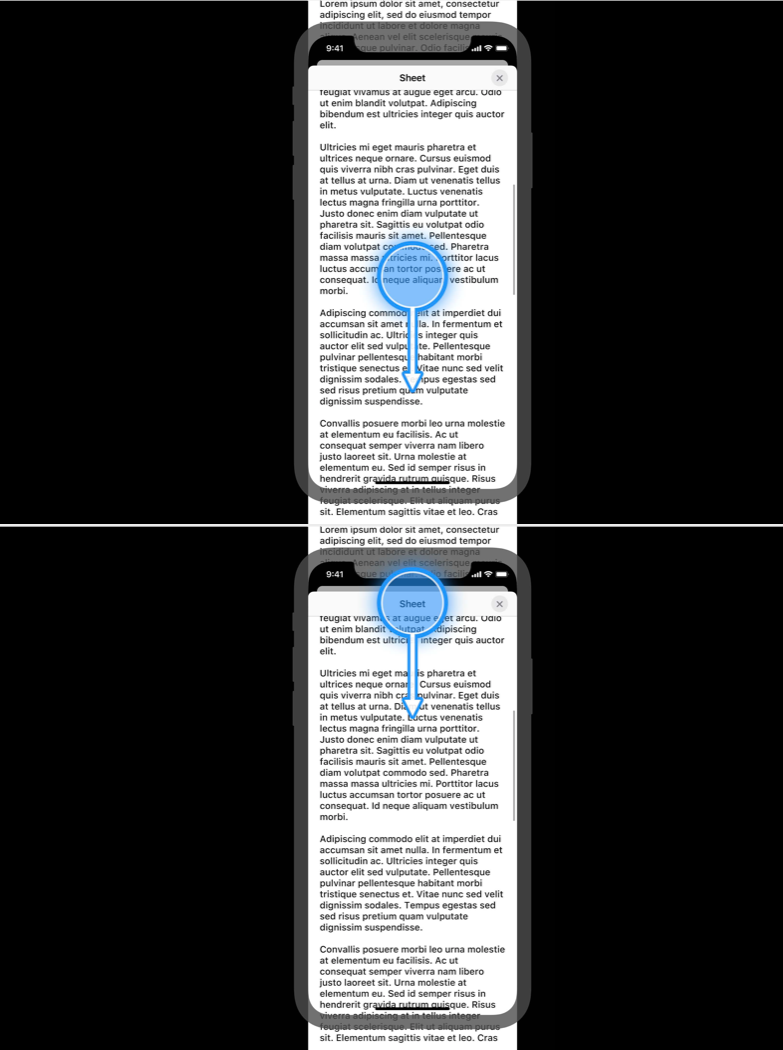 Lorem ipsum dolor sit amet, consectetur
adipiscing elit, sed do eiusmod tempor
incididunt ut labore et dolore magna
Aenean vel elit scelerisque
9:41
pulvinar. Odio
Sheet
feugiat vivamus at augue eget arcu. Odio
ut enim blandit volutpat. Adipiscing
bibendum est ultricies integer quis auctor
elit.
Ultricies mi eget mauris pharetra et
ultrices neque ornare. Cursus euismod
quis viverra nibh cras pulvinar. Eget duis
at tellus at urna. Diam ut venenatis tellus
in metus vulputate. Luctus venenatis
lectus magna fringilla urna porttitor.
Justo donec enim diam vulputate ut
pharetra sit. Sagittis eu volutpat odio
facilisis mauris sit amet. Pellentesque
diam volutpat commodo sed. Pharetra
massa massa ultricies mi. Porttitor lacus
luctus accumsan tortor posuere ac ut
consequat. Id neque aliquam vestibulum
morbi.
Adipiscing commodo elit at imperdiet dui
accumsan sit amet nulla. In fermentum et
sollicitudin ac. Ultricies integer quis
auctor elit sed vulputate. Pellentesque
pulvinar pellentesque habitant morbi
tristique senectus et. Vitae nunc sed velit
dignissim sodales. Tempus egestas sed
sed risus pretium quam vulputate
dignissim suspendisse.
Convallis posuere morbi leo urna molestie
at elementum eu facilisis. Ac ut
consequat semper viverra nam libero
justo laoreet sit. Urna molestie at
elementum eu. Sed id semper risus in
hendrerit gravida rutrum quisque. Risus
viverra adipiscing at in tellus integer
feugiat scelerisque. Elit ut aliquam purus
sit. Elementum sagittis vitae et leo. Cras
Lorem ipsum dolor sit amet, consectetur
adipiscing elit, sed do eiusmod tempor
incididunt ut labore et dolore magna
9:41
Sheet
feugiat vivamus at augue eget arcu. Odio
ut enim blandit volutpat. Adipiscing
bibendum est ultricies integer quis auctor
elit.
Ultricies mi eget mauris pharetra et
ultrices neque ornare. Cursus euismod
quis viverra nibh cras pulvinar. Eget duis
at tellus at urna. Diam ut venenatis tellus
in metus vulputate. Luctus venenatis
lectus magna fringilla urna porttitor.
Justo donec enim diam vulputate ut
pharetra sit. Sagittis eu volutpat odio
facilisis mauris sit amet. Pellentesque
diam volutpat commodo sed. Pharetra
massa massa ultricies mi. Porttitor lacus
luctus accumsan tortor posuere ac ut
consequat. Id neque aliquam vestibulum
morbi.
Adipiscing commodo elit at imperdiet dui
accumsan sit amet nulla. In fermentum et
sollicitudin ac. Ultricies integer quis
auctor elit sed vulputate. Pellentesque
pulvinar pellentesque habitant morbi
tristique senectus et. Vitae nunc sed velit
dignissim sodales. Tempus egestas sed
sed risus pretium quam vulputate
dignissim suspendisse.
Convallis posuere morbi leo urna molestie
at elementum eu facilisis. Ac ut
consequat semper viverra nam libero
justo laoreet sit. Urna molestie at
elementum eu. Sed id semper risus in
hendrerit gravida rutrum quisque. Risus
viverra adipiscing at in tellus integer
feugiat scelerisque. Elit ut aliquam purus
sit. Elementum sagittis vitae et leo. Cras